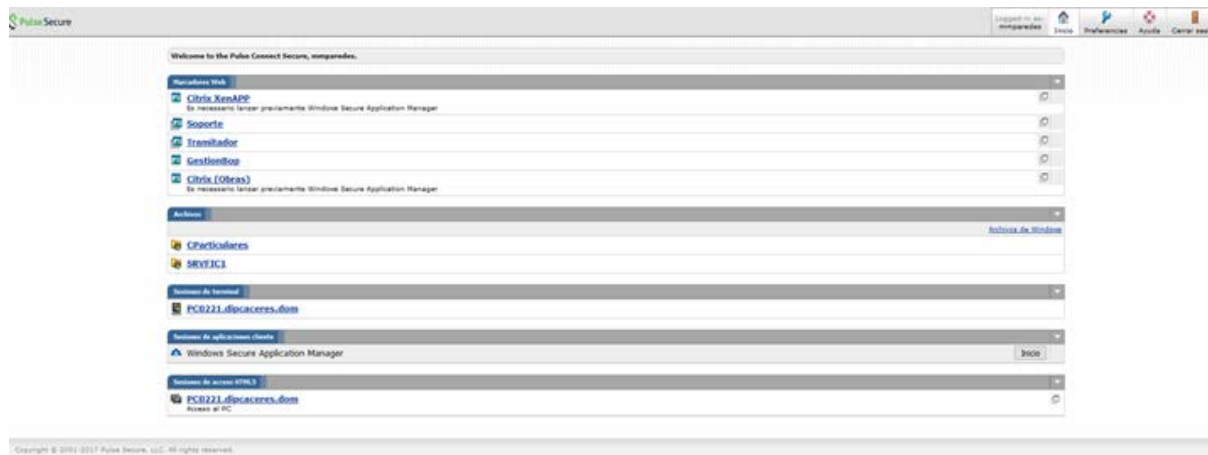 Pulse Secure
Logged-in as:
mmparedes
Inicio
Preferencias
Ayuda
Cerrar ses
Welcome to the Pulse Connect Secure, mmparedes.
Marcadores Web
Citrix XenAPP
Es necesario lanzar previamente Windows Secure Application Manager
Soporte
Tramitador
GestionBop
Citrix (Obras)
Es necesario lanzar previamente Windows Secure Application Manager
Archivos
Archivos de Windows
CParticulares
SRVFIC1
Sesiones de terminal
PC0221.dipcaceres.dom
Sesiones de aplicaciones cliente
Windows Secure Application Manager
Inicio
Sesiones de acceso HTML5
PC0221.dipcaceres.dom
Acceso al PC
Copyright © 2001-2017 Pulse Secure, LLC. All rights reserved.